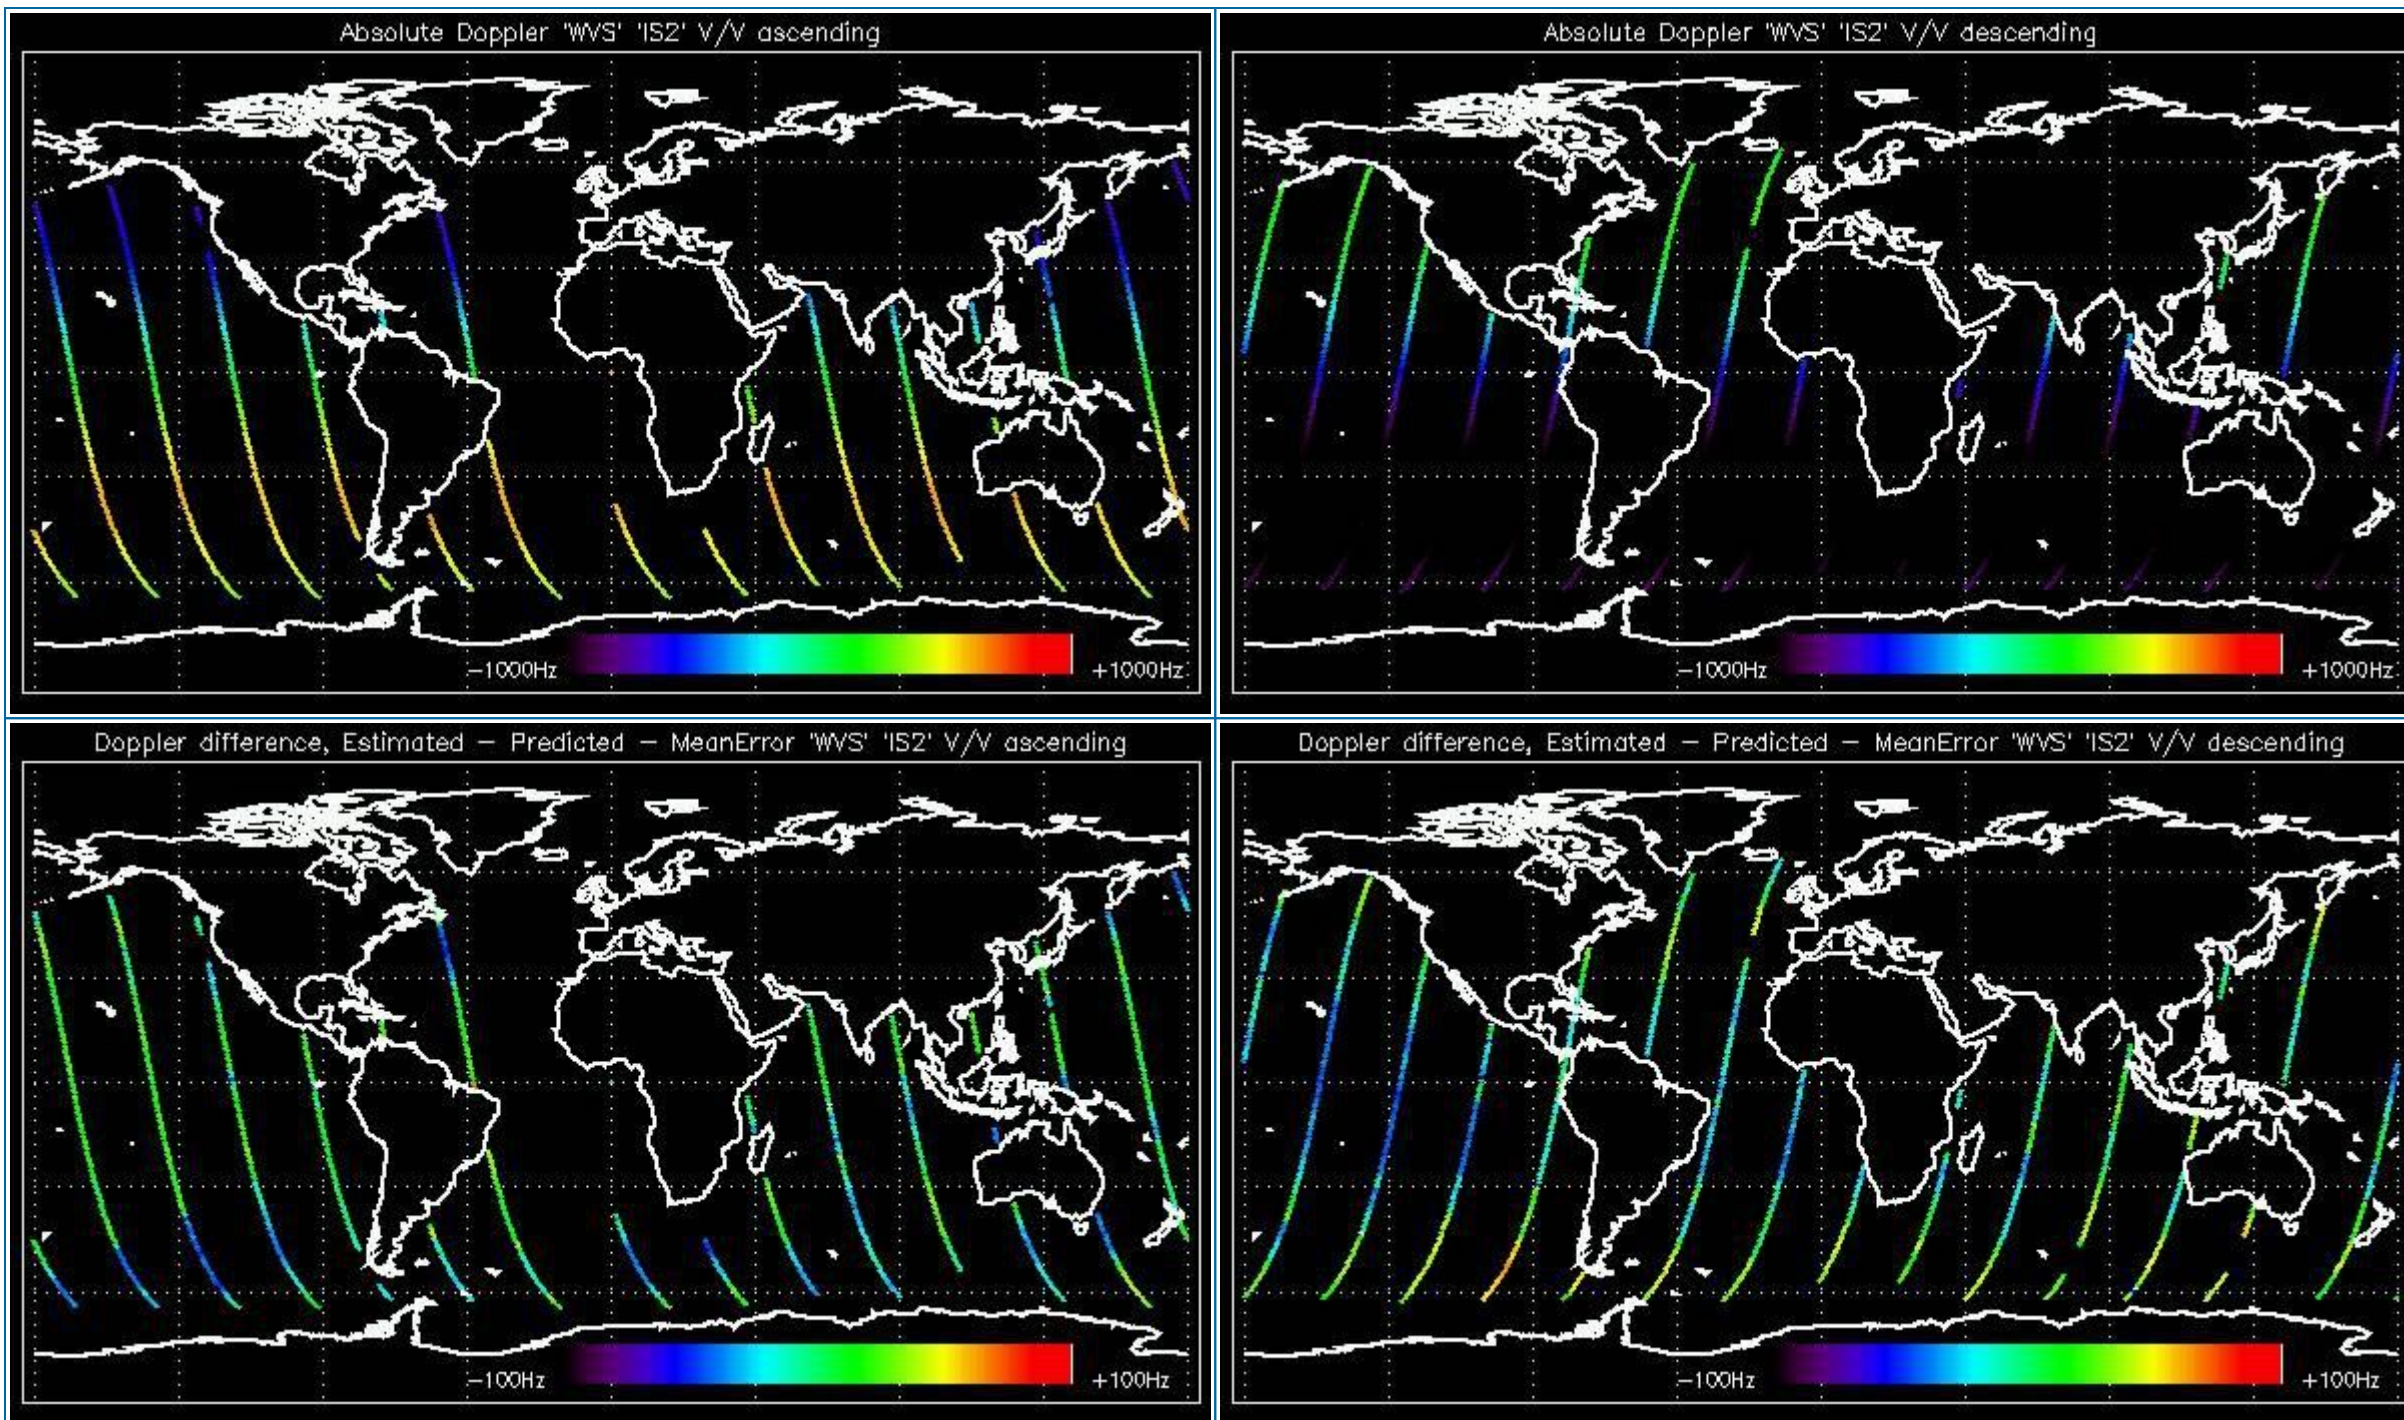 Absolute Doppler 'WVS' 'IS2' V/V ascending
−1000Hz
+1000Hz
Absolute Doppler 'WVS' 'IS2' V/V descending
−1000Hz
+1000Hz
Doppler difference, Estimated − Predicted − MeanError 'WVS' 'IS2' V/V ascending
−100Hz
+100Hz
Doppler difference, Estimated − Predicted − MeanError 'WVS' 'IS2' V/V descending
−100Hz
+100Hz